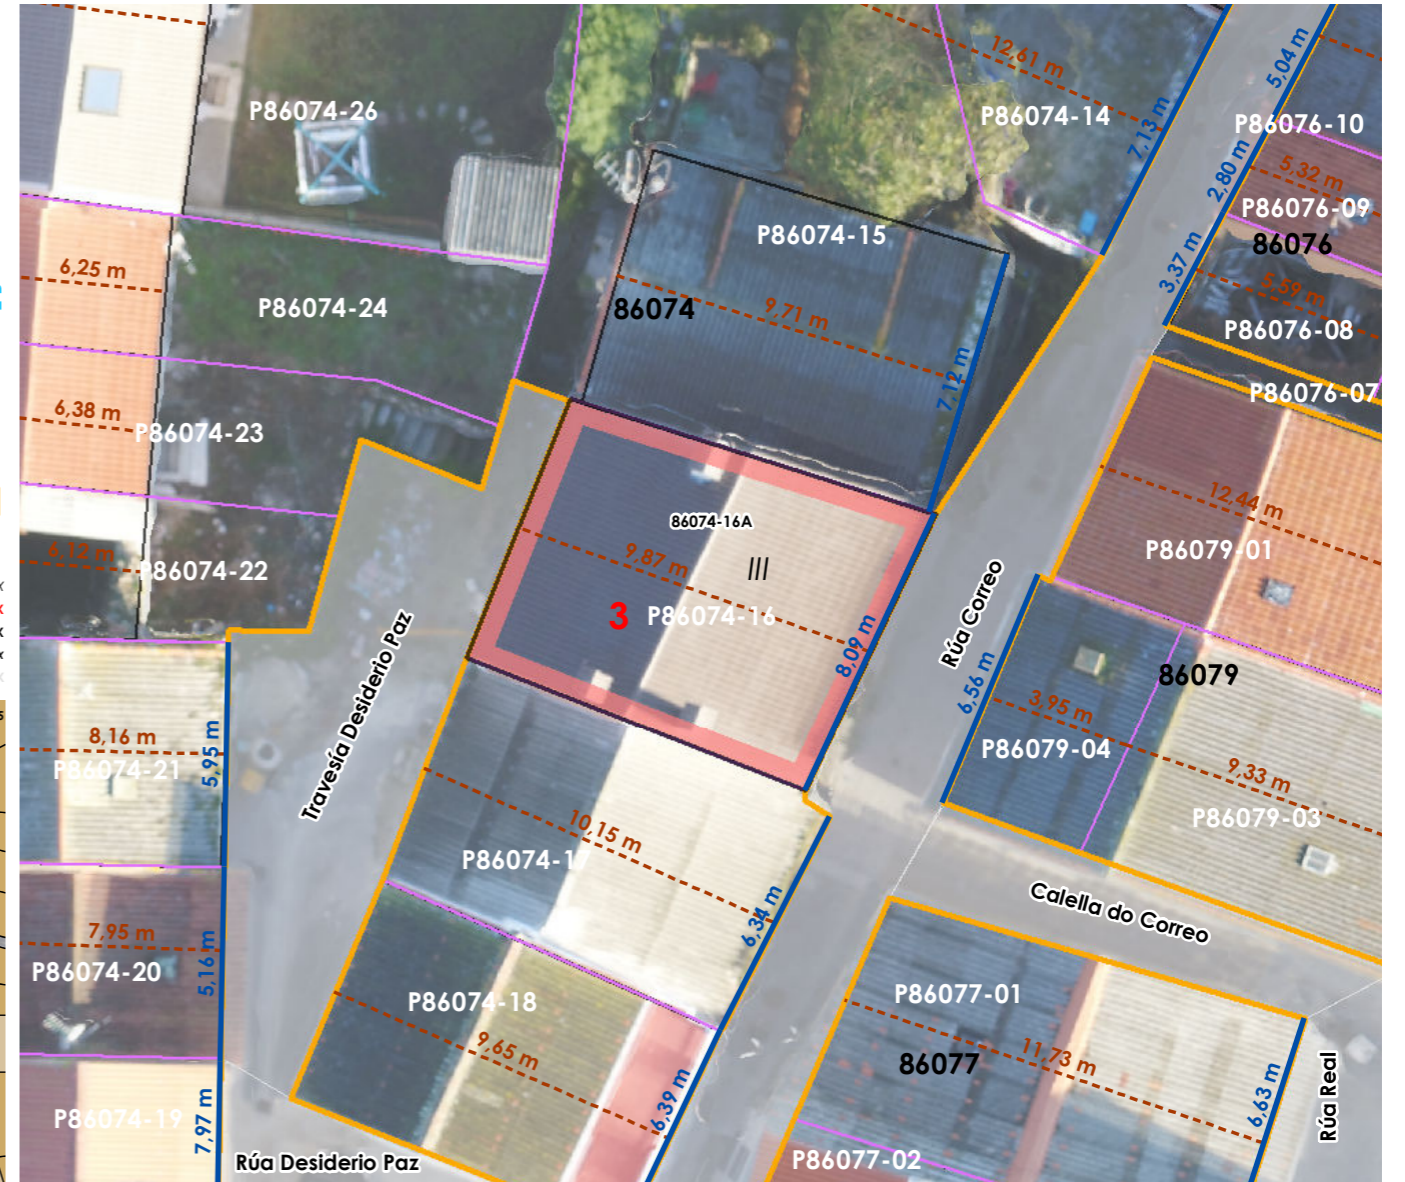 12,61 m
5,04 m
P86074-26
P86074-14
7,13 m
P86076-10
2,80 m
5,32 m
P86076-09
P86074-15
86076
6,25 m
3,37 m
5,59 m
P86074-24
86074
9,71 m
P86076-08
7,12 m
P86076-07
6,38 m
P86074-23
12,44 m
86074-16A
P86079-01
6,12 m
P86074-22
9,87 m
III
3
P86074-16
Rúa Correo
8,09 m
Travesía Desiderio Paz
6,56 m
86079
3,95 m
P86079-04
8,16 m
P86074-21
5,95 m
9,33 m
P86079-03
10,15 m
P86074-1
Calella do Correo
6,34 m
7,95 m
P86074-20
5,16 m
P86074-18
P86077-01
9,65 m
11,73 m
86077
6,39 m
6,63 m
Rúa Real
P86074-19
7,97 m
Rúa Desiderio Paz
P86077-02